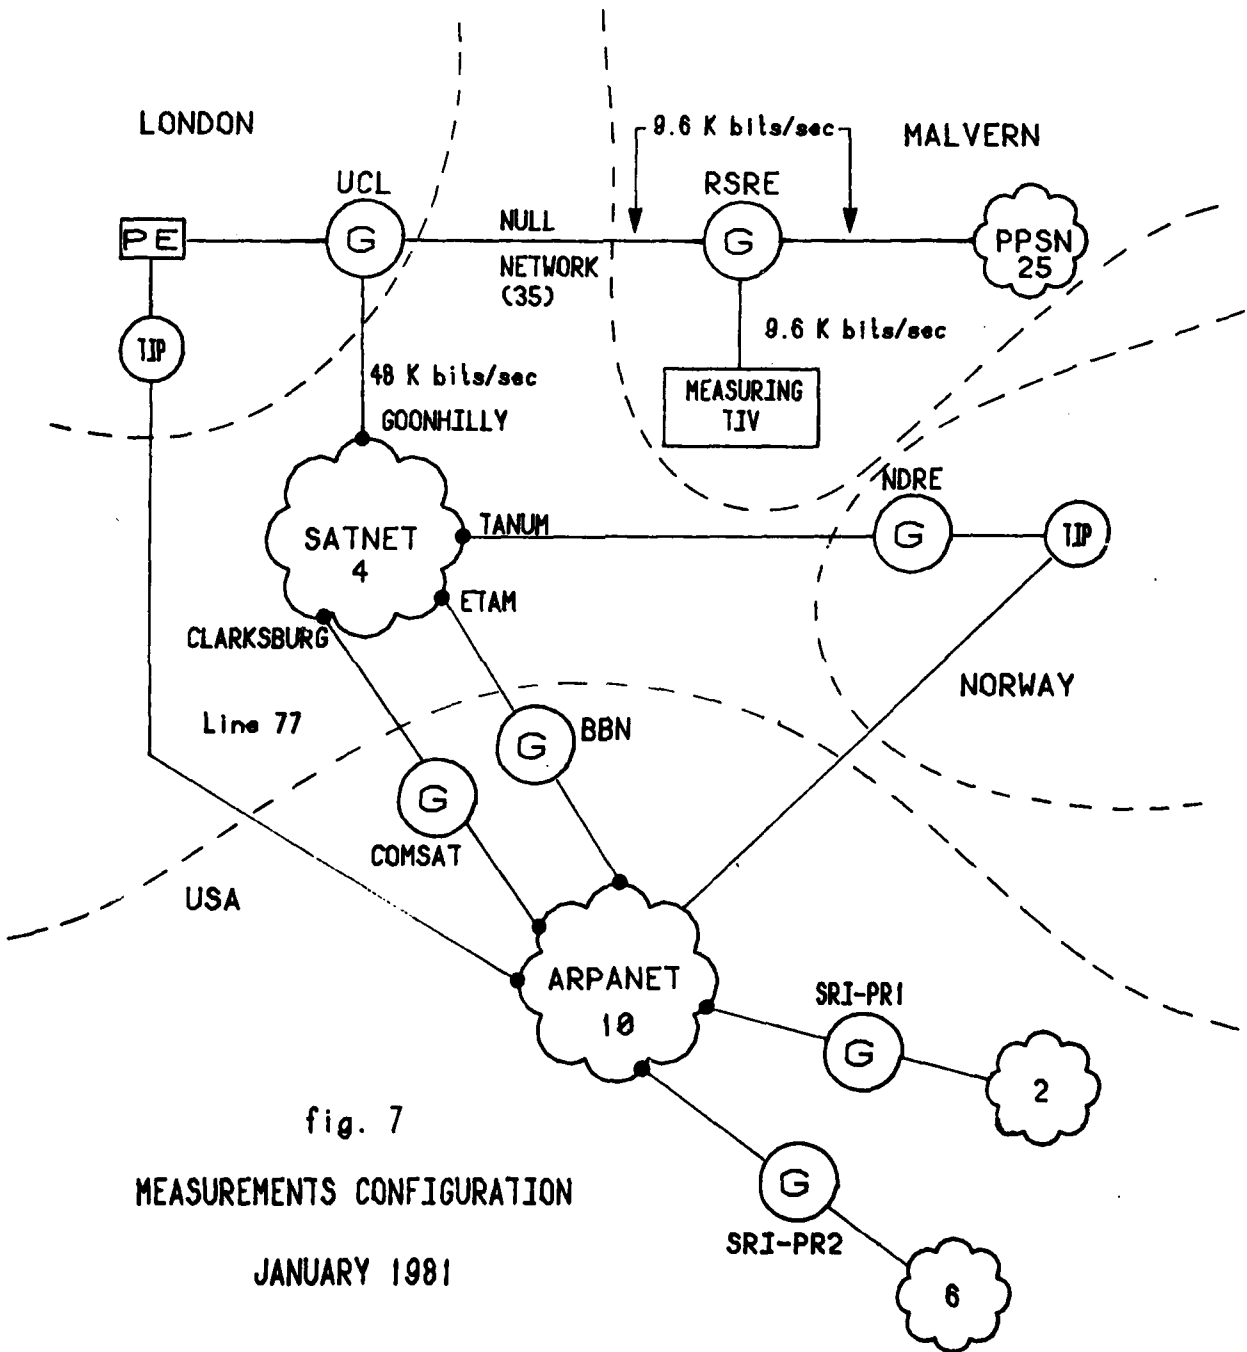 LONDON
9.6 K bits/sec
MALVERN
UCL
RSRE
PE
G
NULL
NETWORK
(35)
G
PPSN
25
TIP
48 K bits/sec
GOONHILLY
9.6 K bits/sec
MEASURING
TIV
NDRE
SATNET
4
TANUM
G
TIP
ETAM
CLARKSBURG
NORWAY
Line 77
G
BBN
G
COMSAT
USA
ARPANET
10
SRI-PR1
G
2
G
SRI-PR2
6
fig. 7
MEASUREMENTS CONFIGURATION
JANUARY 1981